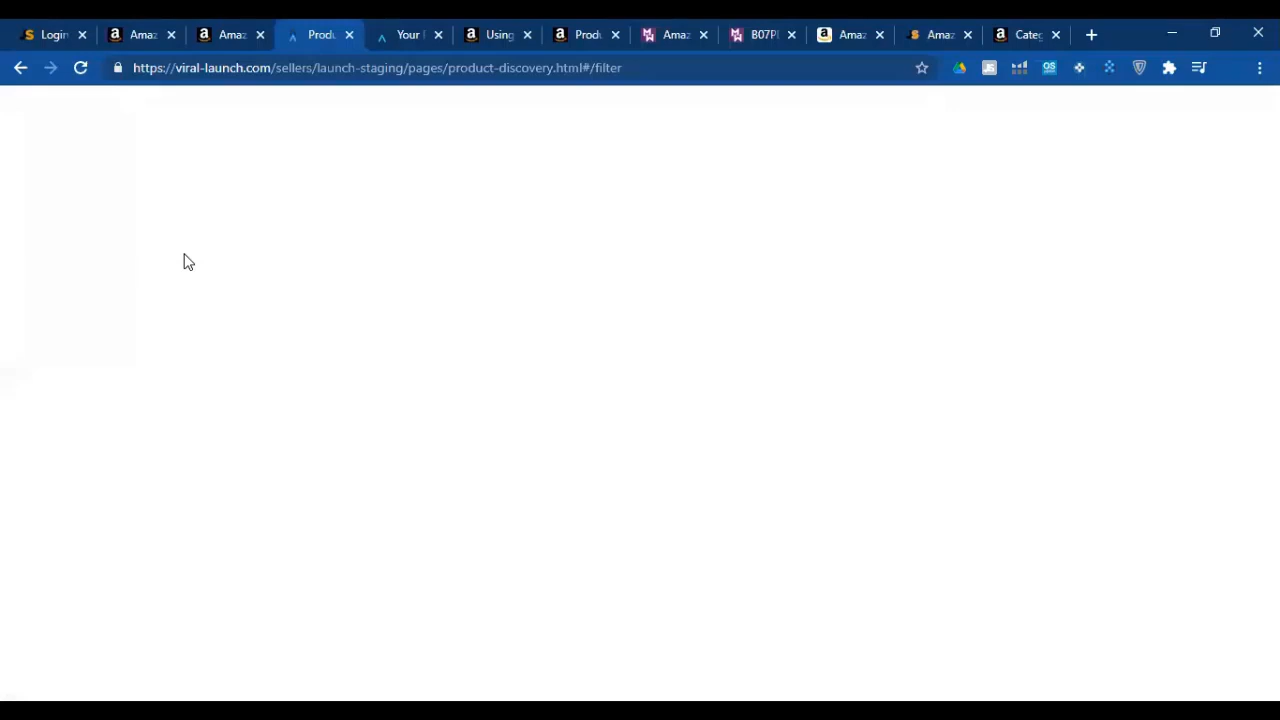 Login
Amaz
Amaz
Produ
Your
Using
Produ
Amaz
B07P
Amaz
Amaz
Categ
https://viral-launch.com/sellers/launch-staging/pages/product-discovery.html#/filter
QS